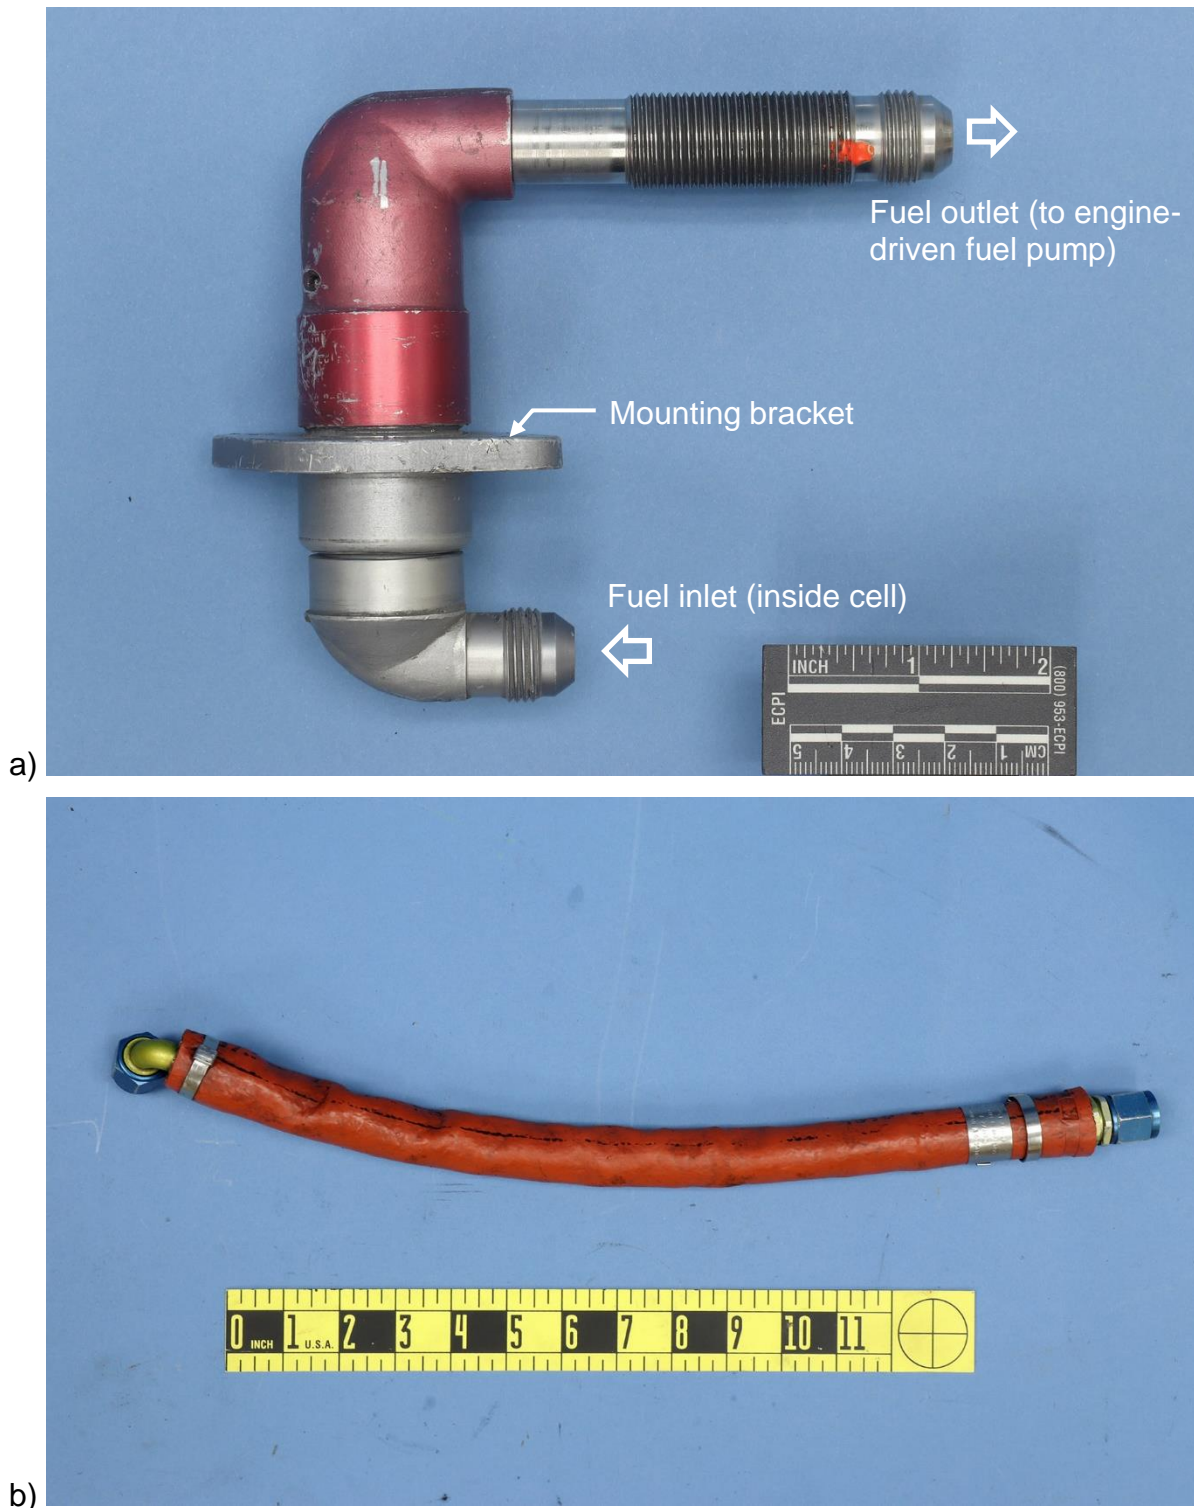 Fuel outlet (to engine-
driven fuel pump)
Mounting bracket
Fuel inlet (inside cell)
INCH 1 2
ECPI
(800) 953-ECPI
5 4 3 2 1 CM
a)
0 INCH 1 U.S.A. 2 3 4 5 6 7 8 9 10 11
b)